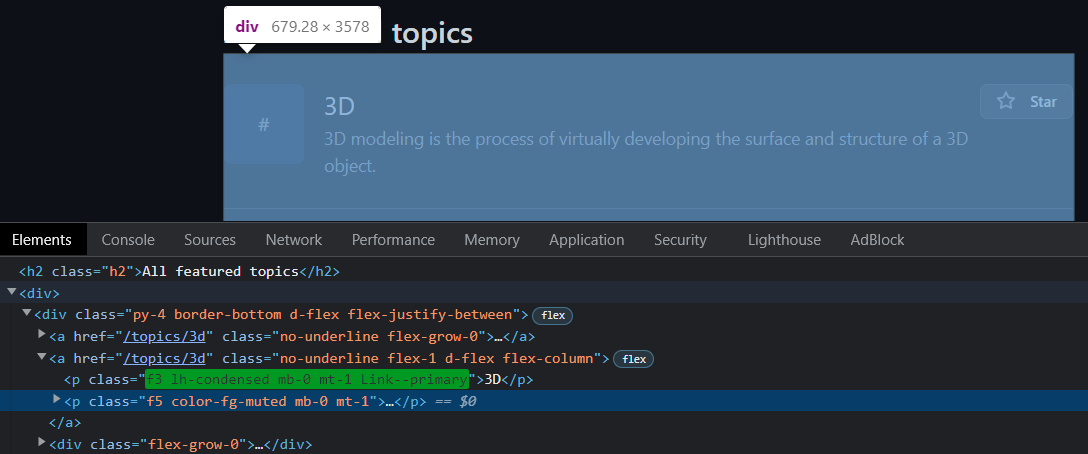 div 679.28 × 3578
topics
#
3D
Star
3D modeling is the process of virtually developing the surface and structure of a 3D
object.
Elements Console Sources Network Performance Memory Application Security Lighthouse AdBlock
<h2 class="h2">All featured topics</h2>
<div>
<div class="py-4 border-bottom d-flex flex-justify-between"> flex
<a href="/topics/3d" class="no-underline flex-grow-0">…</a>
<a href="/topics/3d" class="no-underline flex-1 d-flex flex-column"> flex
<p class="f3 lh-condensed mb-0 mt-1 Link--primary">3D</p>
<p class="f5 color-fg-muted mb-0 mt-1">…</p> == $0
</a>
<div class="flex-grow-0">…</div>